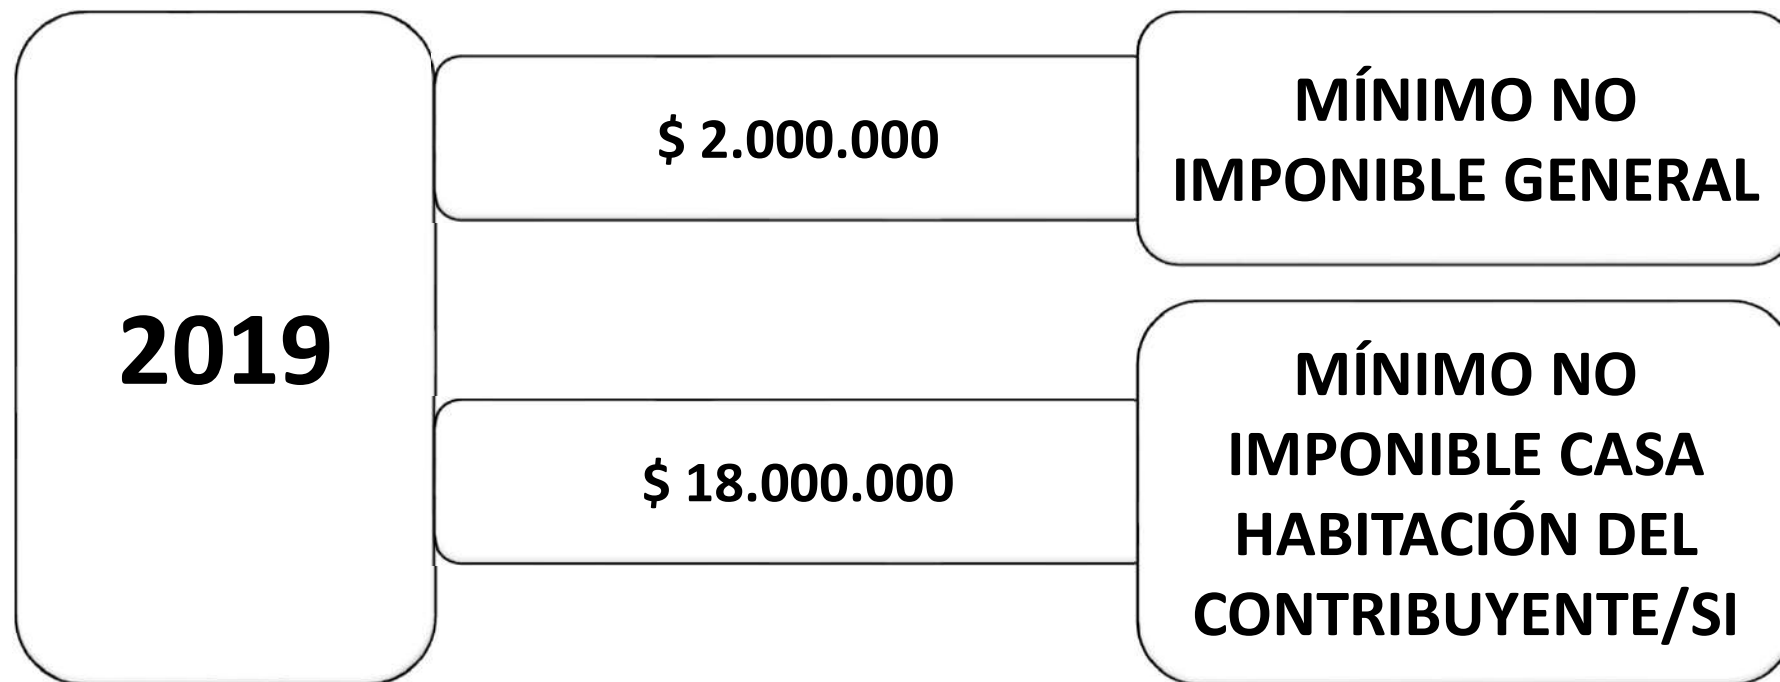 2019
$ 2.000.000
MÍNIMO NO
IMPONIBLE GENERAL
$ 18.000.000
MÍNIMO NO
IMPONIBLE CASA
HABITACIÓN DEL
CONTRIBUYENTE/SI